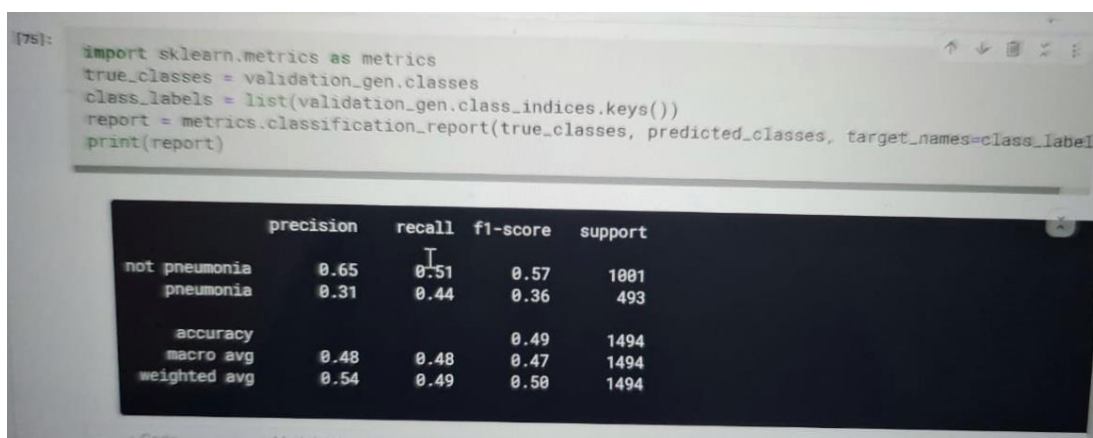 [75]:
import sklearn.metrics as metrics
true_classes = validation_gen.classes
class_labels = list(validation_gen.class_indices.keys())
report = metrics.classification_report(true_classes, predicted_classes, target_names=class_label
print(report)
precision recall f1-score support
not pneumonia 0.65 0.51 0.57 1001
pneumonia 0.31 0.44 0.36 493
accuracy 0.49 1494
macro avg 0.48 0.48 0.47 1494
weighted avg 0.54 0.49 0.50 1494